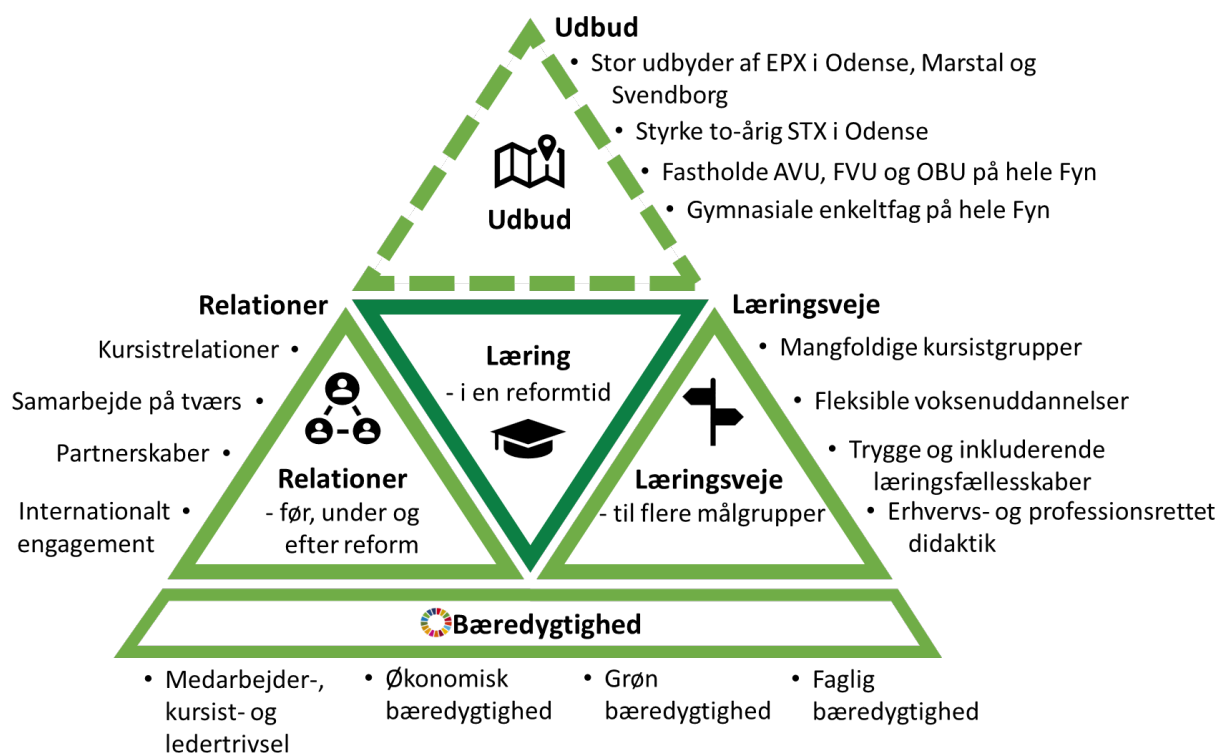 Udbud
• Stor udbyder af EPX i Odense, Marstal og
Svendborg
• Styrke to-årig STX i Odense
• Fastholde AVU, FVU og OBU på hele Fyn
• Gymnasiale enkeltfag på hele Fyn
Udbud
Relationer
Kursistrelationer •
Samarbejde på tværs •
Partnerskaber •
Internationalt •
engagement
Relationer
- før, under og
efter reform
Læring
- i en reformtid
Læringsveje
• Mangfoldige kursistgrupper
• Fleksible voksenuddannelser
• Trygge og inkluderende
læringsfællesskaber
• Erhvervs- og professionsrettet
didaktik
Læringsveje
- til flere målgrupper
Bæredygtighed
• Medarbejder-,
kursist- og
ledertrivsel
• Økonomisk
bæredygtighed
• Grøn
bæredygtighed
• Faglig
bæredygtighed